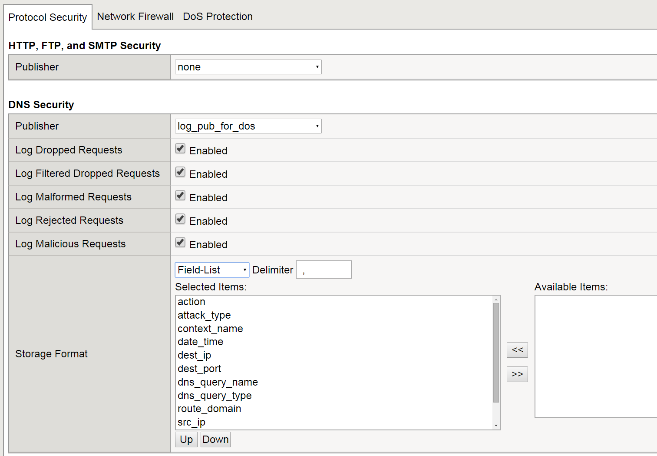 Protocol Security Network Firewall DoS Protection
HTTP, FTP, and SMTP Security
Publisher none
DNS Security
Publisher log_pub_for_dos
Log Dropped Requests Enabled
Log Filtered Dropped Requests Enabled
Log Malformed Requests Enabled
Log Rejected Requests Enabled
Log Malicious Requests Enabled
Storage Format
Field-List Delimiter ,
Selected Items: Available Items:
action
attack_type
context_name
date_time
dest_ip
dest_port
dns_query_name
dns_query_type
route_domain
src_ip
<<
>>
Up Down